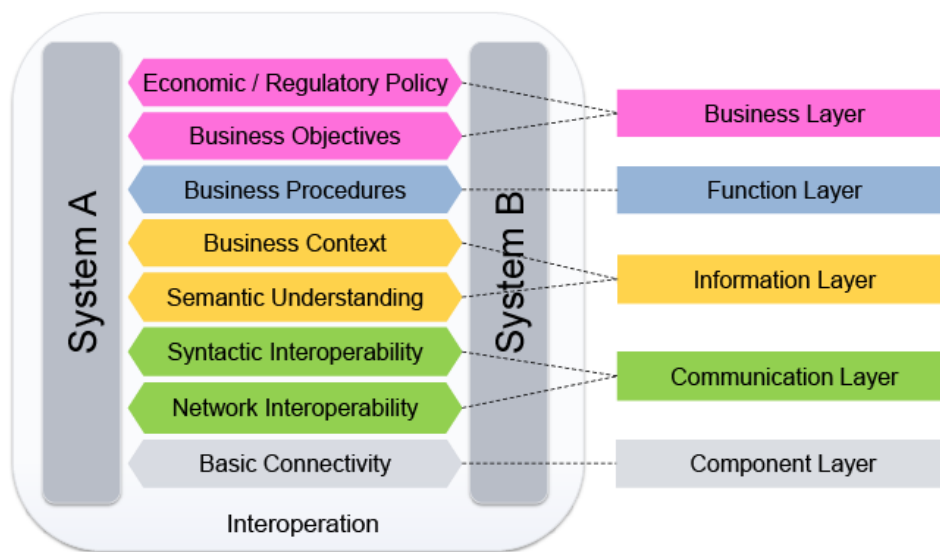 System A
Economic / Regulatory Policy
Business Objectives
Business Procedures
Business Context
Semantic Understanding
Syntactic Interoperability
Network Interoperability
Basic Connectivity
System B
Interoperation
Business Layer
Function Layer
Information Layer
Communication Layer
Component Layer